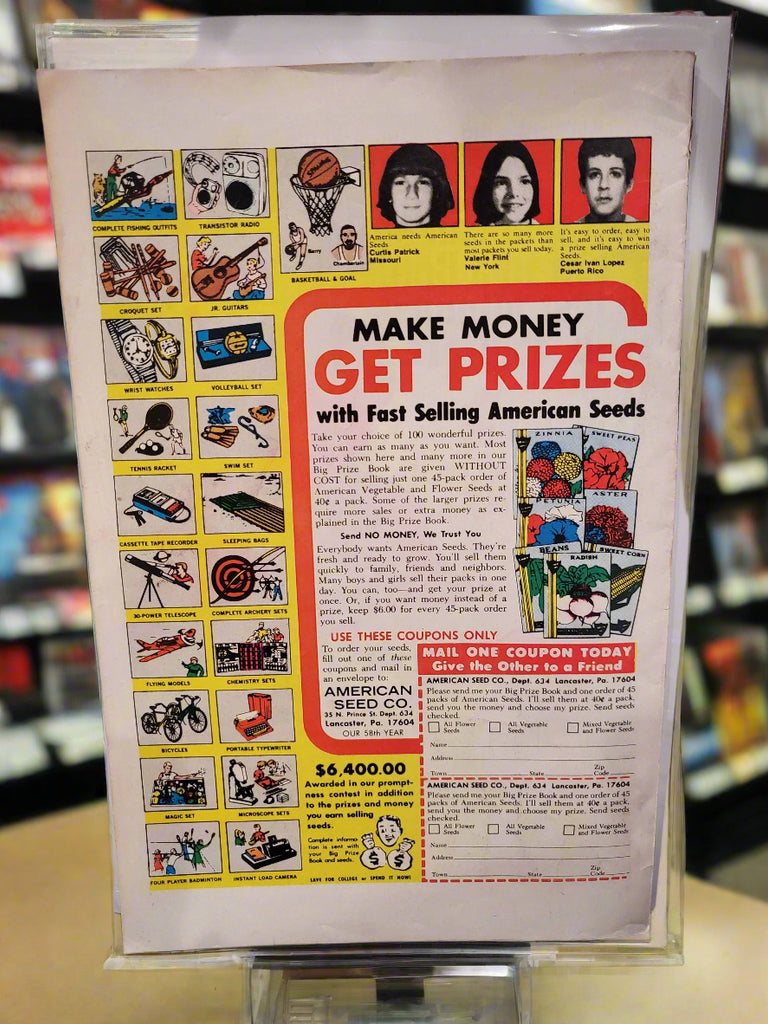 COMPLETE FISHING OUTFITS
TRANSISTOR RADIO
Spalding
Barry
Chamberlain
BASKETBALL & GOAL
America needs American
Seeds
Curtis Patrick
Missouri
There are so many more
seeds in the packets than
most packets you sell today.
Valerie Flint
New York
It's easy to order, easy to
sell, and it's easy to win
a prize selling American
Seeds.
Cesar Ivan Lopez
Puerto Rico
CROQUET SET
JR. GUITARS
WRIST WATCHES
VOLLEYBALL SET
TENNIS RACKET
SWIM SET
CASSETTE TAPE RECORDER
SLEEPING BAGS
30-POWER TELESCOPE
COMPLETE ARCHERY SETS
FLYING MODELS
CHEMISTRY SETS
BICYCLES
PORTABLE TYPEWRITER
MAGIC SET
MICROSCOPE SETS
FOUR PLAYER BADMINTON
INSTANT LOAD CAMERA
MAKE MONEY
GET PRIZES
with Fast Selling American Seeds
Take your choice of 100 wonderful prizes.
You can earn as many as you want. Most
prizes shown here and many more in our
Big Prize Book are given WITHOUT
COST for selling just one 45-pack order of
American Vegetable and Flower Seeds at
40¢ a pack. Some of the larger prizes re-
quire more sales or extra money as ex-
plained in the Big Prize Book.
Send NO MONEY, We Trust You
Everybody wants American Seeds. They're
fresh and ready to grow. You'll sell them
quickly to family, friends and neighbors.
Many boys and girls sell their packs in one
day. You can, too—and get your prize at
once. Or, if you want money instead of a
prize, keep $6.00 for every 45-pack order
you sell.
ZINNIA
SWEET PEAS
PETUNIA
ASTER
BEANS
RADISH
SWEET CORN
USE THESE COUPONS ONLY
To order your seeds,
fill out one of these
coupons and mail in
an envelope to:
AMERICAN
SEED CO.
35 N. Prince St. Dept. 634
Lancaster, Pa. 17604
OUR 58th YEAR
$6,400.00
Awarded in our prompt-
ness contest in addition
to the prizes and money
you earn selling
seeds.
Complete informa-
tion is sent with
your Big Prize
Book and seeds.
SAVE FOR COLLEGE or SPEND IT NOW!
MAIL ONE COUPON TODAY
Give the Other to a Friend
AMERICAN SEED CO., Dept. 634 Lancaster, Pa. 17604
Please send me your Big Prize Book and one order of 45
packs of American Seeds. I'll sell them at 40¢ a pack,
send you the money and choose my prize. Send seeds
checked.
All Flower Seeds
All Vegetable Seeds
Mixed Vegetable and Flower Seeds
Name
Address
Town State Zip Code
AMERICAN SEED CO., Dept. 634 Lancaster, Pa. 17604
Please send me your Big Prize Book and one order of 45
packs of American Seeds. I'll sell them at 40¢ a pack,
send you the money and choose my prize. Send seeds
checked.
All Flower Seeds
All Vegetable Seeds
Mixed Vegetable and Flower Seeds
Name
Address
Town State Zip Code